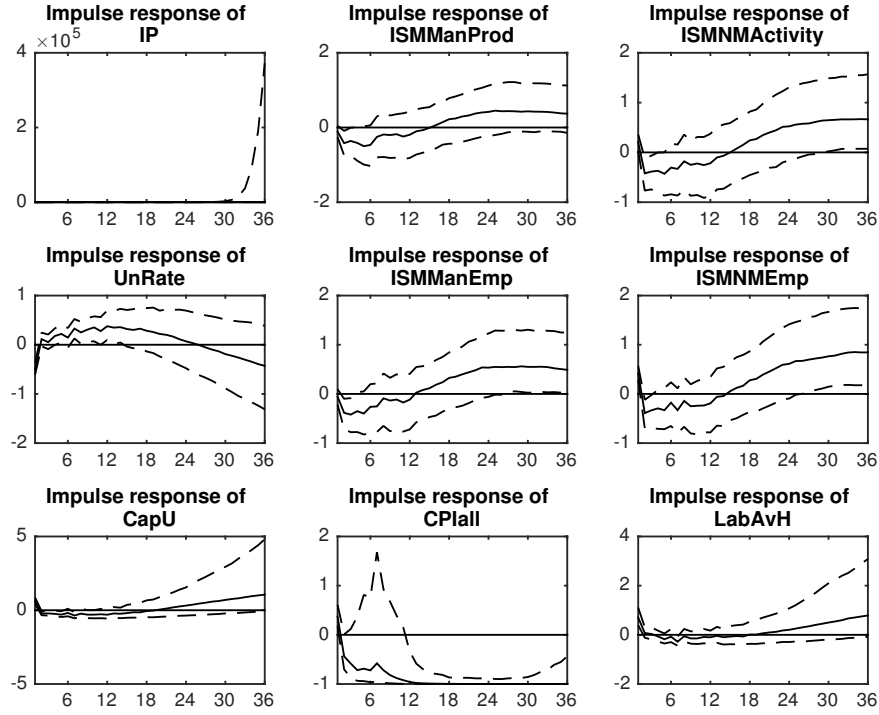 Impulse response of
IP
×10⁵
4
2
0
6 12 18 24 30 36
Impulse response of
ISMManProd
2
0
-2
6 12 18 24 30 36
Impulse response of
ISMNMActivity
2
1
0
-1
6 12 18 24 30 36
Impulse response of
UnRate
1
0
-1
-2
6 12 18 24 30 36
Impulse response of
ISMManEmp
2
1
0
-1
6 12 18 24 30 36
Impulse response of
ISMNMEmp
2
1
0
-1
6 12 18 24 30 36
Impulse response of
CapU
5
0
-5
6 12 18 24 30 36
Impulse response of
CPIall
2
1
0
-1
6 12 18 24 30 36
Impulse response of
LabAvH
4
2
0
-2
6 12 18 24 30 36